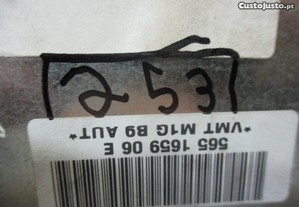 CustoJusto.pt
253
*VMT M1G B9 AUT*
565 1659 06 E